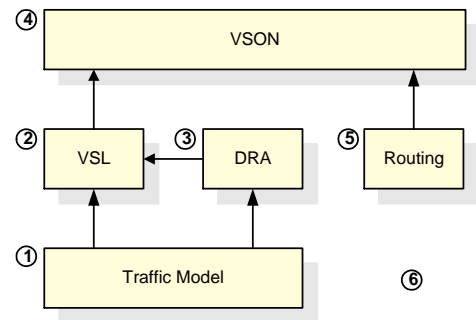 ④ VSON
② VSL
③ DRA
⑤ Routing
① Traffic Model
⑥